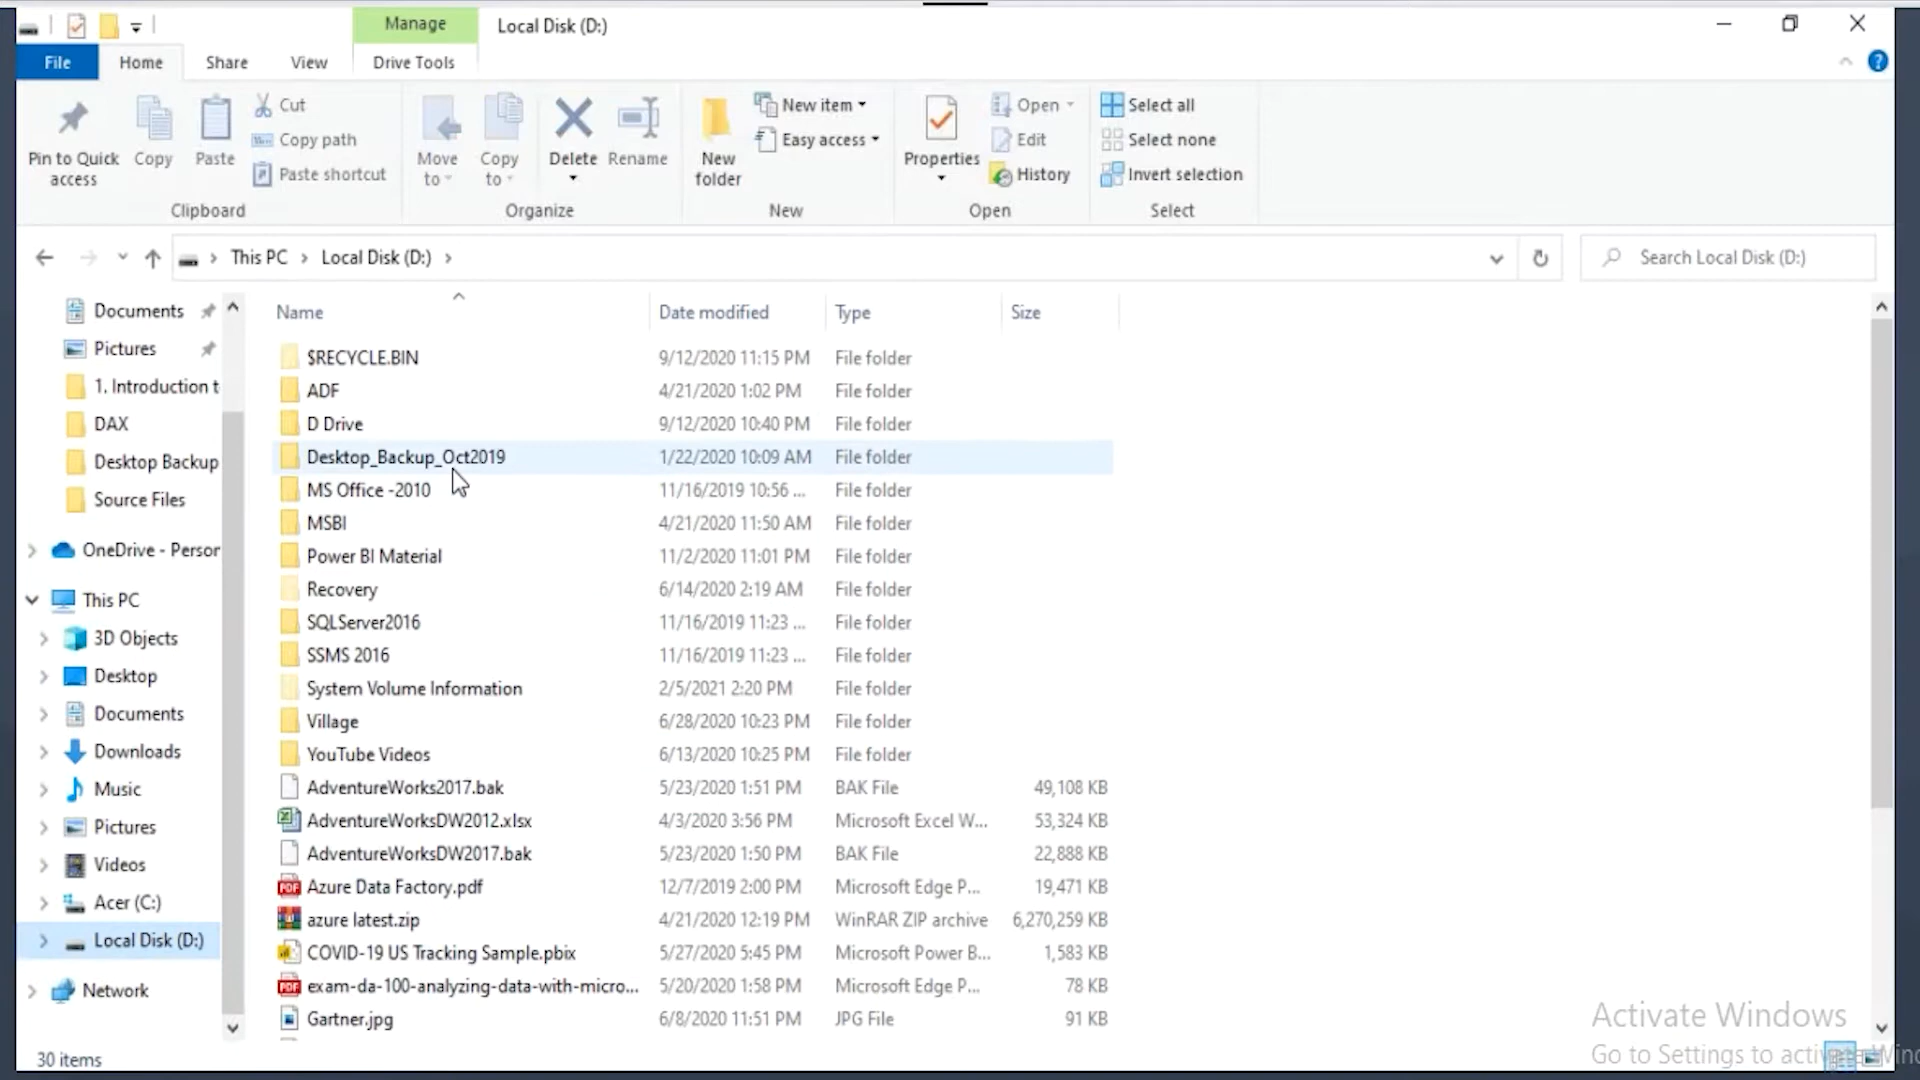 Manage
Local Disk (D:)
File
Home
Share
View
Drive Tools
Pin to Quick access
Copy
Paste
Cut
Copy path
Paste shortcut
Clipboard
Move to
Copy to
Delete
Rename
Organize
New folder
New item
Easy access
New
Properties
Open
Edit
History
Open
Select all
Select none
Invert selection
Select
This PC > Local Disk (D:) >
Search Local Disk (D:)
Documents
Pictures
1. Introduction t
DAX
Desktop Backup
Source Files
OneDrive - Person
This PC
3D Objects
Desktop
Documents
Downloads
Music
Pictures
Videos
Acer (C:)
Local Disk (D:)
Network
Name Date modified Type Size
$RECYCLE.BIN 9/12/2020 11:15 PM File folder
ADF 4/21/2020 1:02 PM File folder
D Drive 9/12/2020 10:40 PM File folder
Desktop_Backup_Oct2019 1/22/2020 10:09 AM File folder
MS Office -2010 11/16/2019 10:56 ... File folder
MSBI 4/21/2020 11:50 AM File folder
Power BI Material 11/2/2020 11:01 PM File folder
Recovery 6/14/2020 2:19 AM File folder
SQLServer2016 11/16/2019 11:23 ... File folder
SSMS 2016 11/16/2019 11:23 ... File folder
System Volume Information 2/5/2021 2:20 PM File folder
Village 6/28/2020 10:23 PM File folder
YouTube Videos 6/13/2020 10:25 PM File folder
AdventureWorks2017.bak 5/23/2020 1:51 PM BAK File 49,108 KB
AdventureWorksDW2012.xlsx 4/3/2020 3:56 PM Microsoft Excel W... 53,324 KB
AdventureWorksDW2017.bak 5/23/2020 1:50 PM BAK File 22,888 KB
Azure Data Factory.pdf 12/7/2019 2:00 PM Microsoft Edge P... 19,471 KB
azure latest.zip 4/21/2020 12:19 PM WinRAR ZIP archive 6,270,259 KB
COVID-19 US Tracking Sample.pbix 5/27/2020 5:45 PM Microsoft Power B... 1,583 KB
exam-da-100-analyzing-data-with-micro... 5/20/2020 1:58 PM Microsoft Edge P... 78 KB
Gartner.jpg 6/8/2020 11:51 PM JPG File 91 KB
30 items
Activate Windows
Go to Settings to